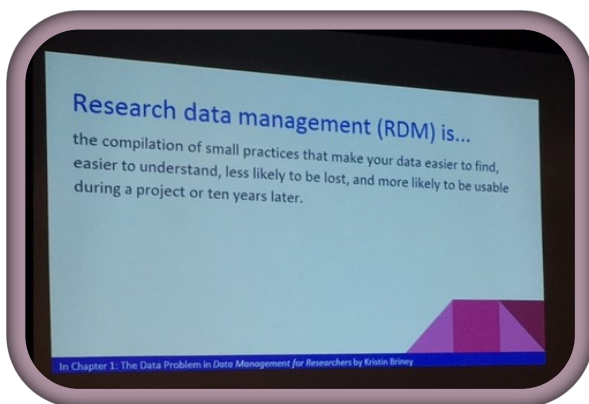 Research data management (RDM) is...
the compilation of small practices that make your data easier to find,
easier to understand, less likely to be lost, and more likely to be usable
during a project or ten years later.
In Chapter 1: The Data Problem in Data Management for Researchers by Kristin Briney